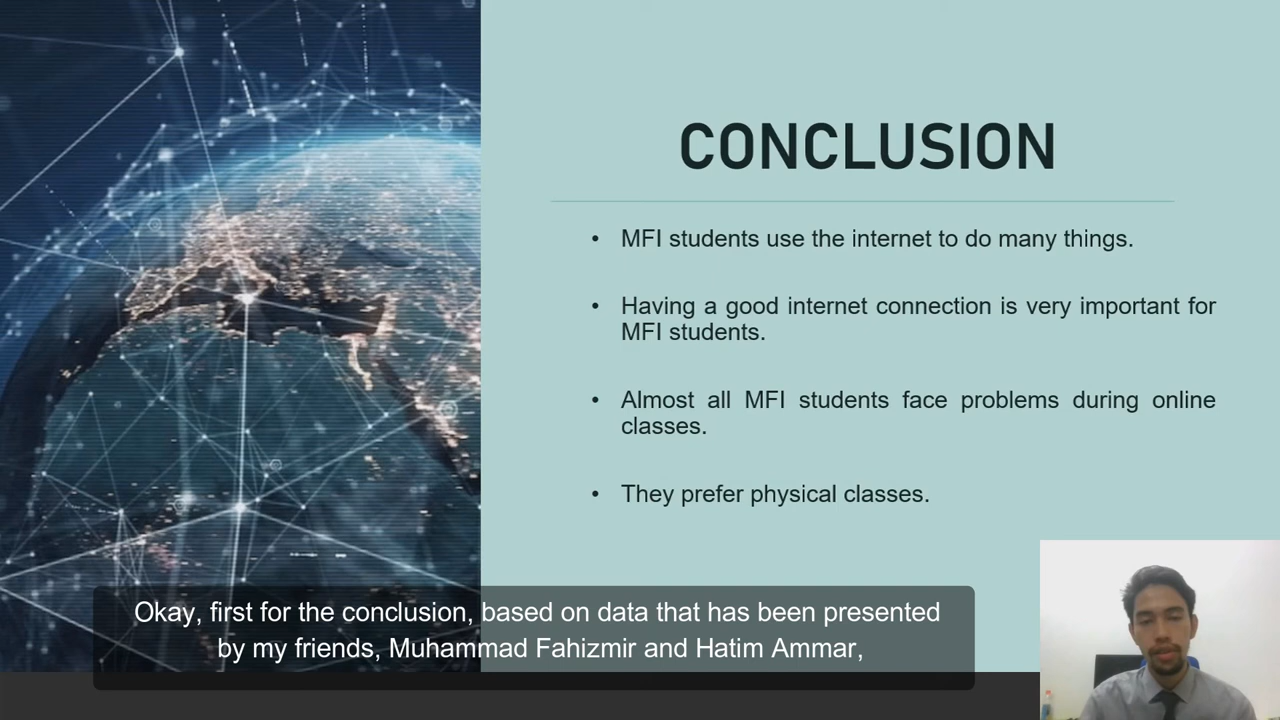 CONCLUSION
• MFI students use the internet to do many things.
• Having a good internet connection is very important for
MFI students.
• Almost all MFI students face problems during online
classes.
• They prefer physical classes.
Okay, first for the conclusion, based on data that has been presented
by my friends, Muhammad Fahizmir and Hatim Ammar,